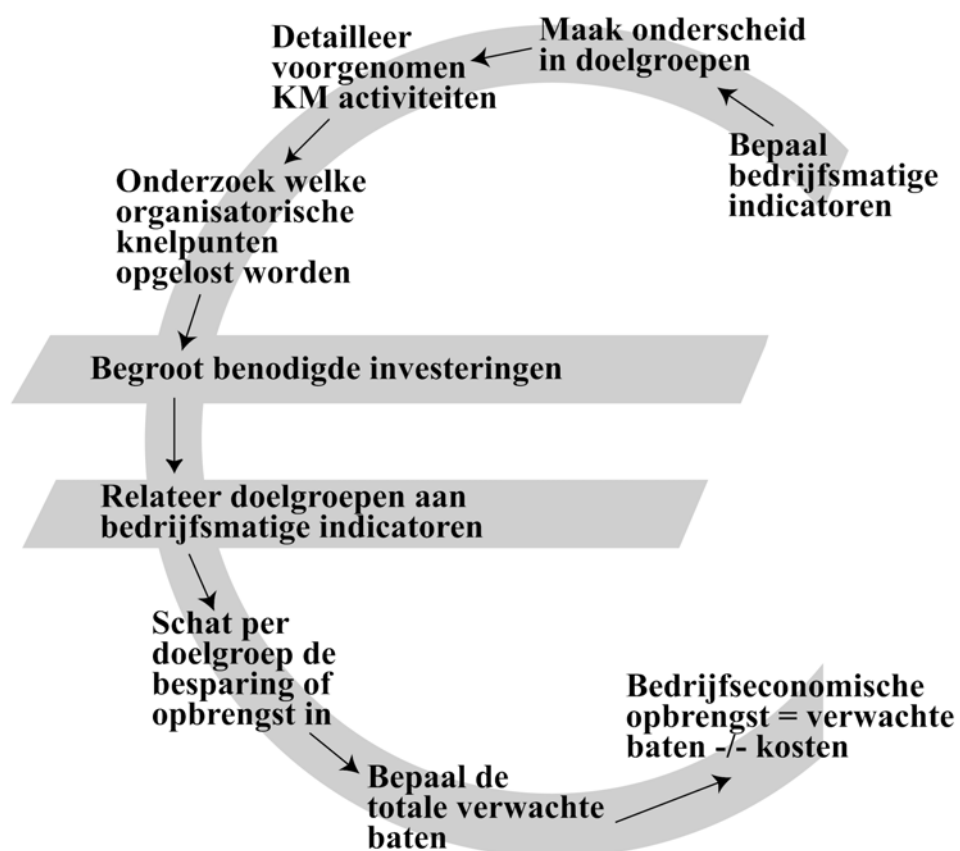 Bepaal
bedrijfsmatige
indicatoren
Maak onderscheid
in doelgroepen
Detailleer
voorgenomen
KM activiteiten
Onderzoek welke
organisatorische
knelpunten
opgelost worden
Begroot benodigde investeringen
Relateer doelgroepen aan
bedrijfsmatige indicatoren
Schat per
doelgroep de
besparing of
opbrengst in
Bepaal de
totale verwachte
baten
Bedrijfseconomische
opbrengst = verwachte
baten -/- kosten